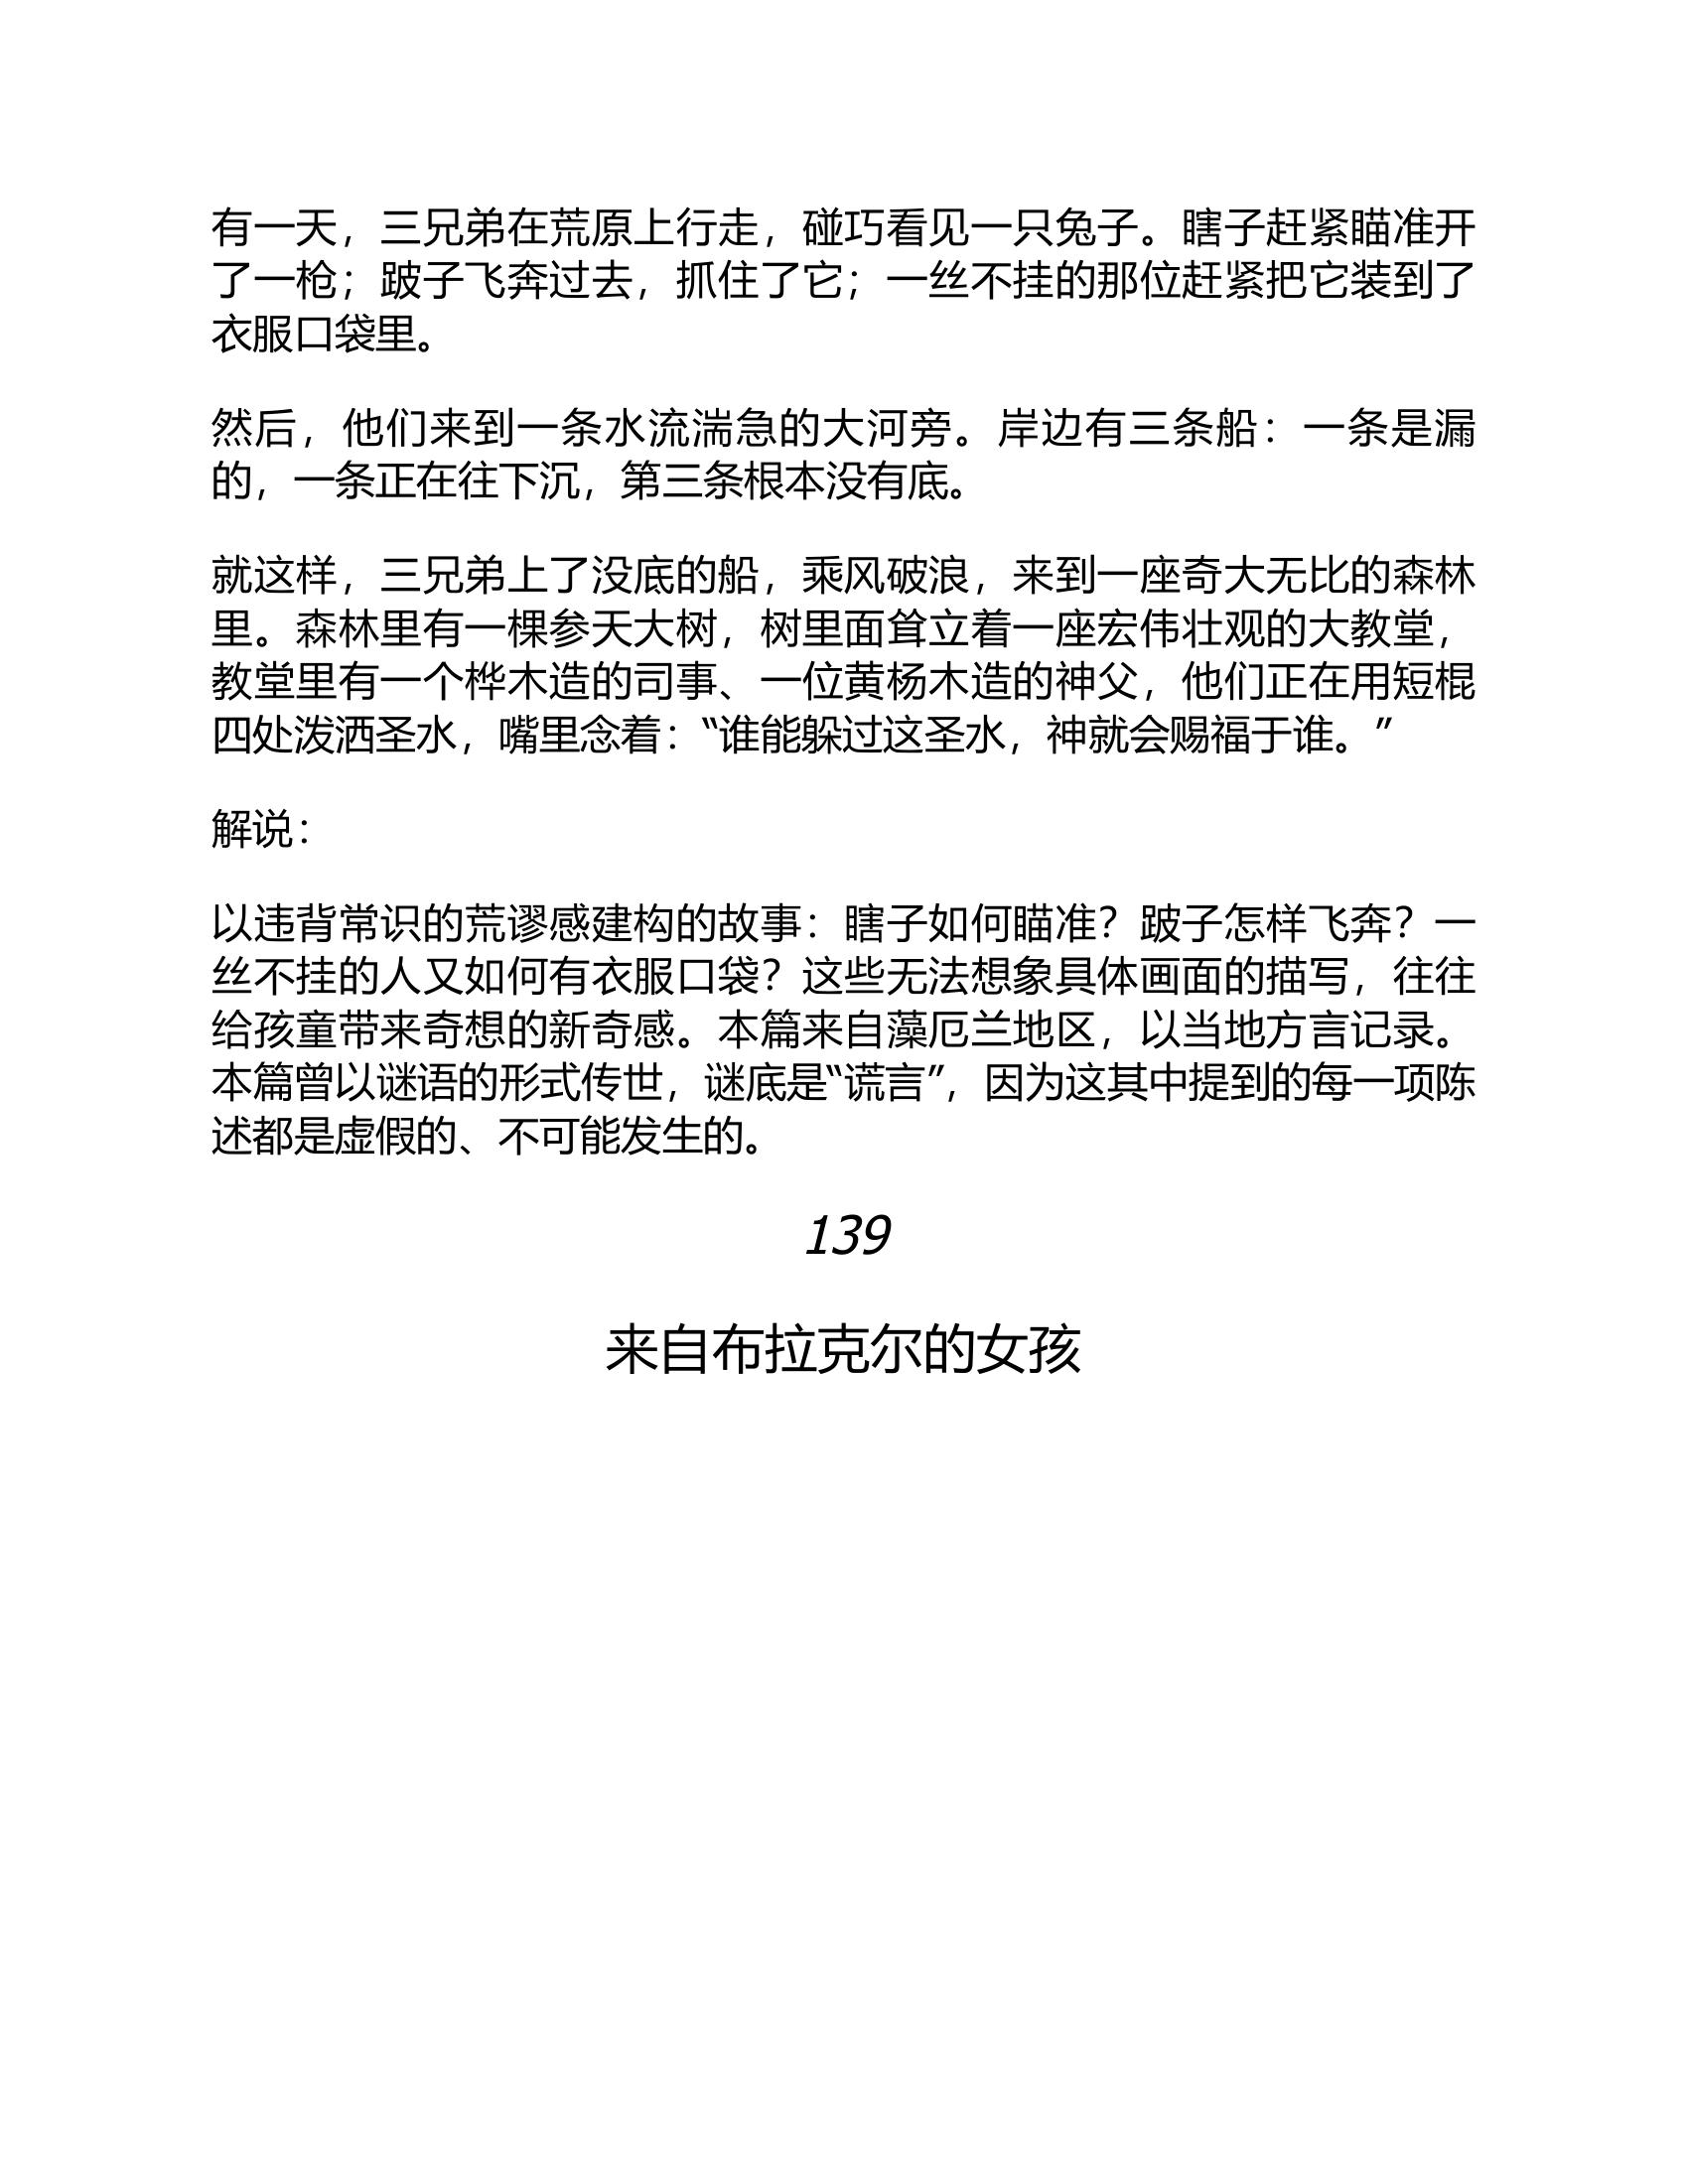 有一天，三兄弟在荒原上行走，碰巧看见一只兔子。瞎子赶紧瞄准开
了一枪；跛子飞奔过去，抓住了它；一丝不挂的那位赶紧把它装到了
衣服口袋里。
然后，他们来到一条水流湍急的大河旁。岸边有三条船：一条是漏
的，一条正在往下沉，第三条根本没有底。
就这样，三兄弟上了没底的船，乘风破浪，来到一座奇大无比的森林
里。森林里有一棵参天大树，树里面耸立着一座宏伟壮观的大教堂，
教堂里有一个桦木造的司事、一位黄杨木造的神父，他们正在用短棍
四处泼洒圣水，嘴里念着：“谁能躲过这圣水，神就会赐福于谁。”
解说：
以违背常识的荒谬感建构的故事：瞎子如何瞄准？跛子怎样飞奔？一
丝不挂的人又如何有衣服口袋？这些无法想象具体画面的描写，往往
给孩童带来奇想的新奇感。本篇来自藻厄兰地区，以当地方言记录。
本篇曾以谜语的形式传世，谜底是“谎言”，因为这其中提到的每一项陈
述都是虚假的、不可能发生的。
139
来自布拉克尔的女孩